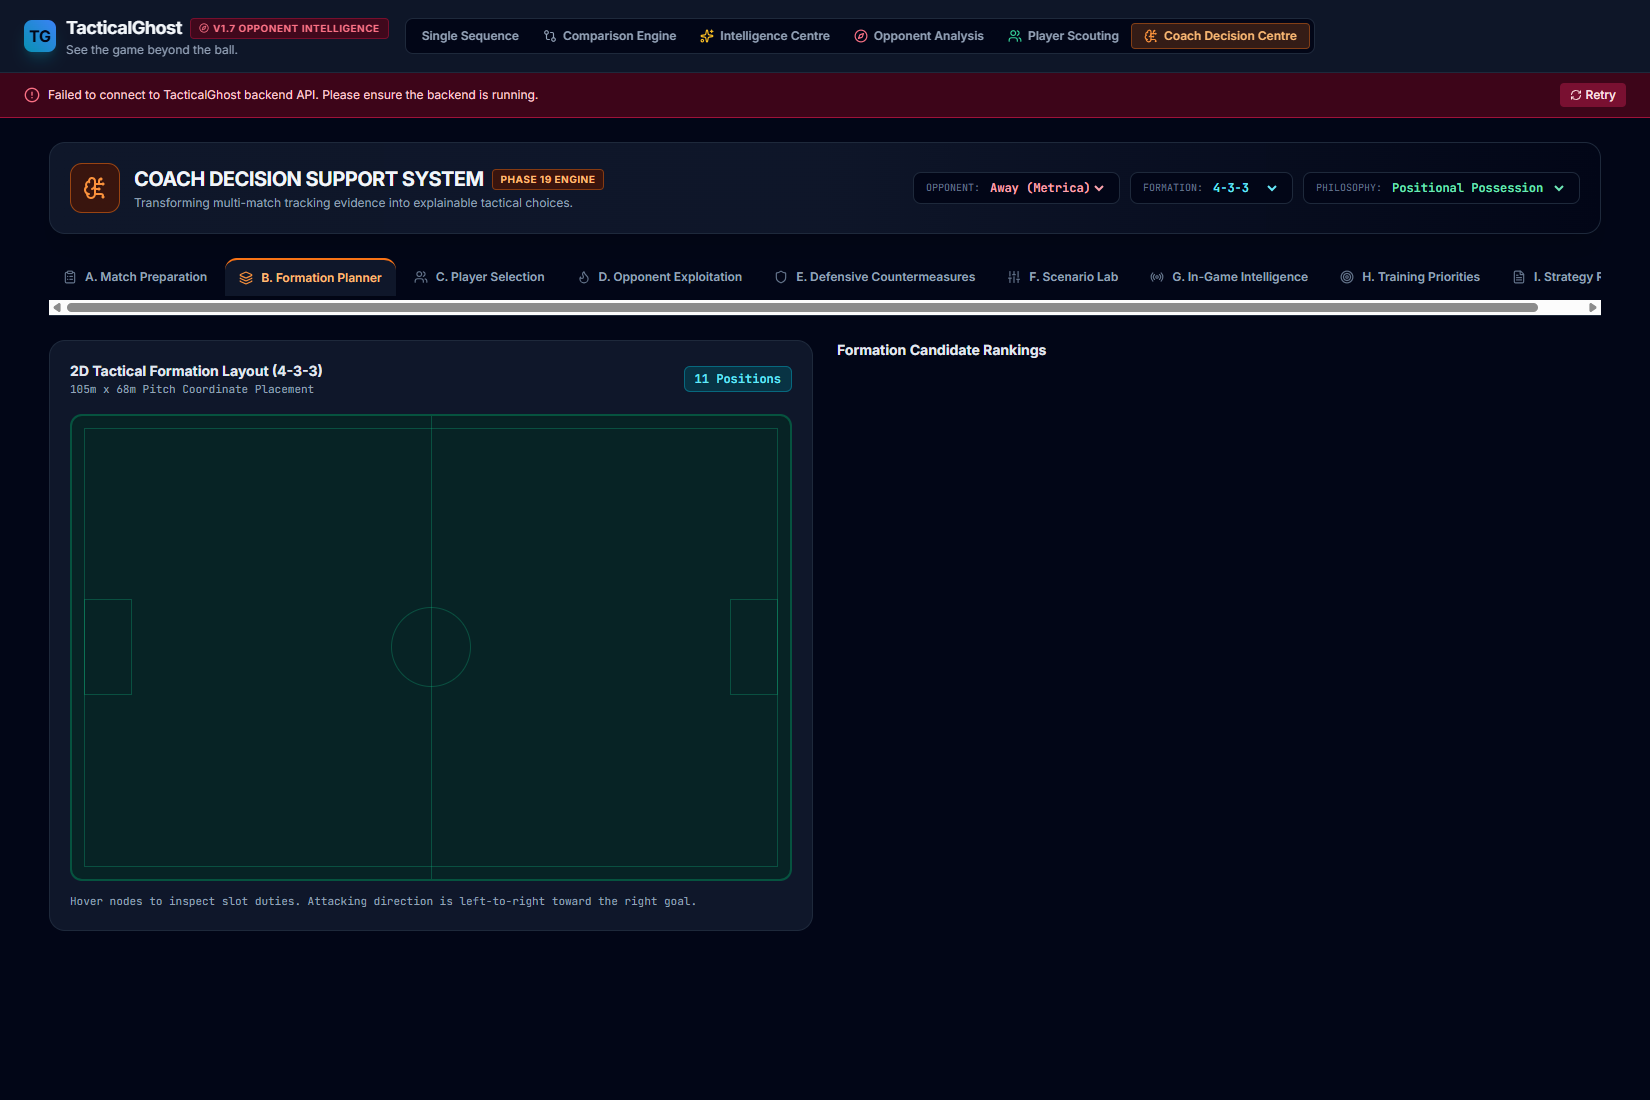 TG
TacticalGhost
V1.7 OPPONENT INTELLIGENCE
See the game beyond the ball.
Single Sequence
Comparison Engine
Intelligence Centre
Opponent Analysis
Player Scouting
Coach Decision Centre
Failed to connect to TacticalGhost backend API. Please ensure the backend is running.
Retry
COACH DECISION SUPPORT SYSTEM
PHASE 19 ENGINE
Transforming multi-match tracking evidence into explainable tactical choices.
OPPONENT: Away (Metrica)
FORMATION: 4-3-3
PHILOSOPHY: Positional Possession
A. Match Preparation
B. Formation Planner
C. Player Selection
D. Opponent Exploitation
E. Defensive Countermeasures
F. Scenario Lab
G. In-Game Intelligence
H. Training Priorities
I. Strategy
2D Tactical Formation Layout (4-3-3)
105m x 68m Pitch Coordinate Placement
11 Positions
Hover nodes to inspect slot duties. Attacking direction is left-to-right toward the right goal.
Formation Candidate Rankings